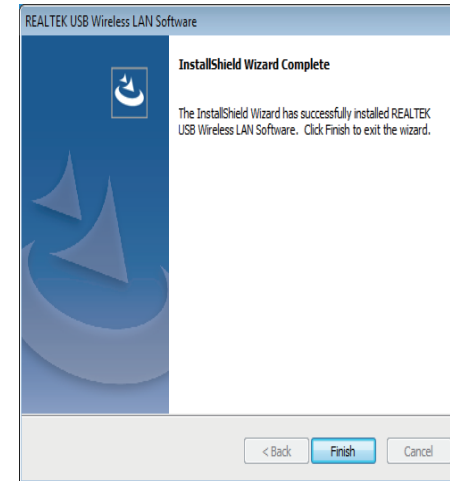 REALTEK USB Wireless LAN Software
InstallShield Wizard Complete
The InstallShield Wizard has successfully installed REALTEK
USB Wireless LAN Software. Click Finish to exit the wizard.
< Back
Finish
Cancel